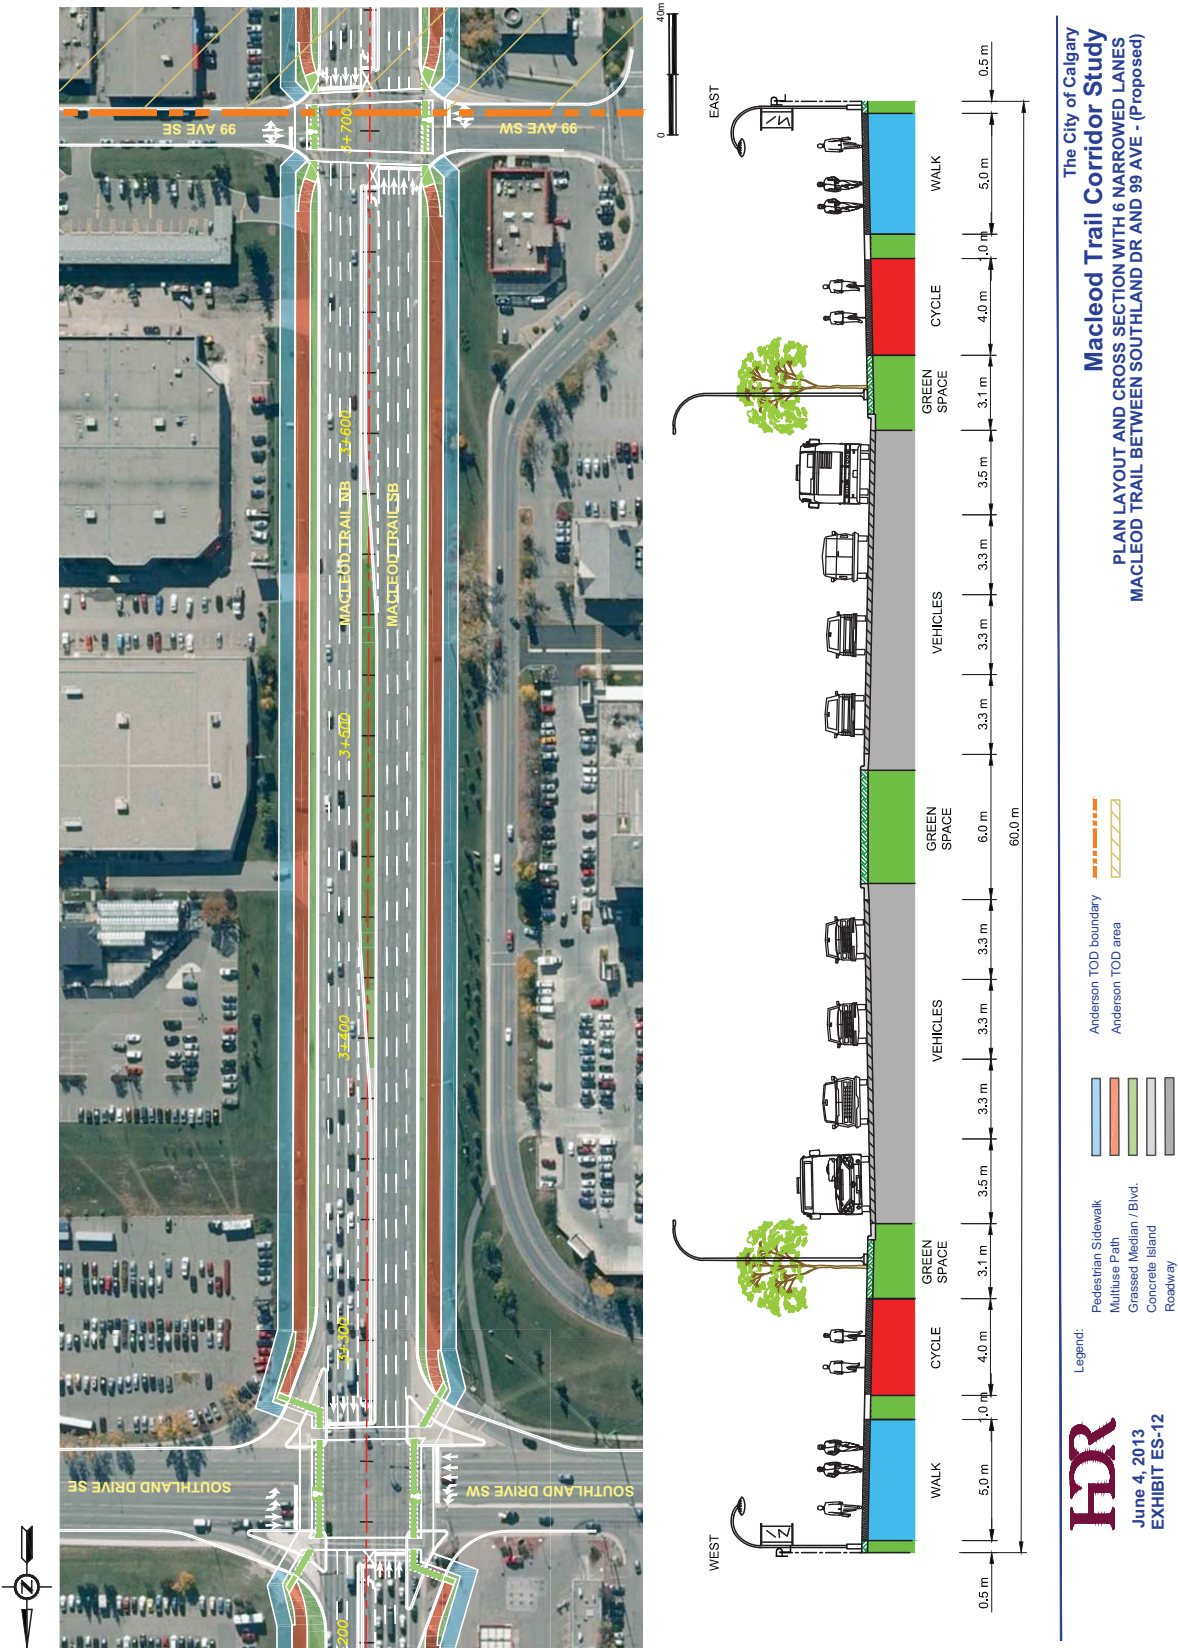 The City of Calgary
Macleod Trail Corridor Study
PLAN LAYOUT AND CROSS SECTION WITH 6 NARROWED LANES
MACLEOD TRAIL BETWEEN SOUTHLAND DR AND 99 AVE - (Proposed)
N
SOUTHLAND DRIVE SE
SOUTHLAND DRIVE SW
99 AVE SE
99 AVE SW
MACLEOD TRAIL NB
MACLEOD TRAIL SB
200
3+300
3+400
3+500
3+600
3+700
0
40m
WEST
EAST
WALK
CYCLE
GREEN
SPACE
VEHICLES
GREEN
SPACE
VEHICLES
GREEN
SPACE
CYCLE
WALK
0.5 m
5.0 m
1.0 m
4.0 m
3.1 m
3.5 m
3.3 m
3.3 m
3.3 m
6.0 m
3.3 m
3.3 m
3.3 m
3.5 m
3.1 m
4.0 m
1.0 m
5.0 m
0.5 m
60.0 m
Legend:
Pedestrian Sidewalk
Multiuse Path
Grassed Median / Blvd.
Concrete Island
Roadway
Anderson TOD boundary
Anderson TOD area
HDR
June 4, 2013
EXHIBIT ES-12